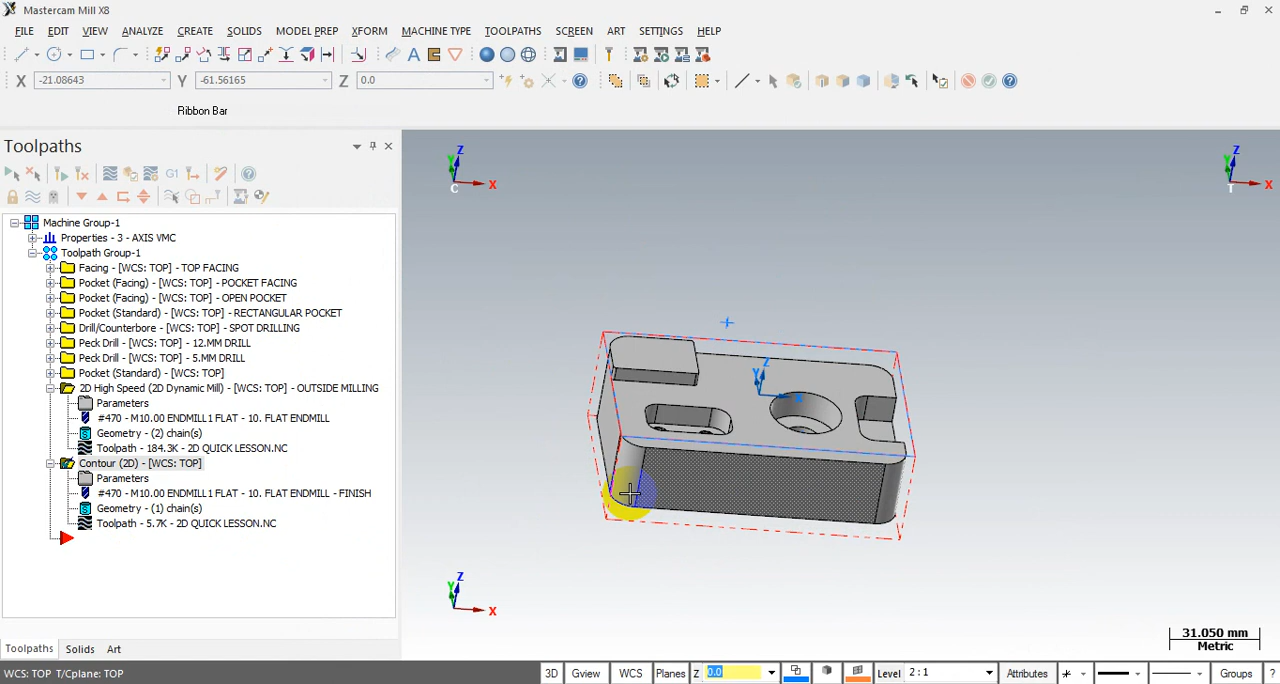 Mastercam Mill X8
FILE EDIT VIEW ANALYZE CREATE SOLIDS MODEL PREP XFORM MACHINE TYPE TOOLPATHS SCREEN ART SETTINGS HELP
X -21.08643 Y -61.56165 Z 0.0
Ribbon Bar
Toolpaths
G1
Machine Group-1
Properties - 3 - AXIS VMC
Toolpath Group-1
Facing - [WCS: TOP] - TOP FACING
Pocket (Facing) - [WCS: TOP] - POCKET FACING
Pocket (Facing) - [WCS: TOP] - OPEN POCKET
Pocket (Standard) - [WCS: TOP] - RECTANGULAR POCKET
Drill/Counterbore - [WCS: TOP] - SPOT DRILLING
Peck Drill - [WCS: TOP] - 12.MM DRILL
Peck Drill - [WCS: TOP] - 5.MM DRILL
Pocket (Standard) - [WCS: TOP]
2D High Speed (2D Dynamic Mill) - [WCS: TOP] - OUTSIDE MILLING
Parameters
#470 - M10.00 ENDMILL1 FLAT - 10. FLAT ENDMILL
Geometry - (2) chain(s)
Toolpath - 184.3K - 2D QUICK LESSON.NC
Contour (2D) - [WCS: TOP]
Parameters
#470 - M10.00 ENDMILL1 FLAT - 10. FLAT ENDMILL - FINISH
Geometry - (1) chain(s)
Toolpath - 5.7K - 2D QUICK LESSON.NC
Z
Y
X
C
Z
Y
X
T
Z
Y
X
Z
Y
X
31.050 mm
Metric
Toolpaths Solids Art
WCS: TOP T/Cplane: TOP
3D Gview WCS Planes Z 0.0 Level 2 : 1 Attributes Groups ?